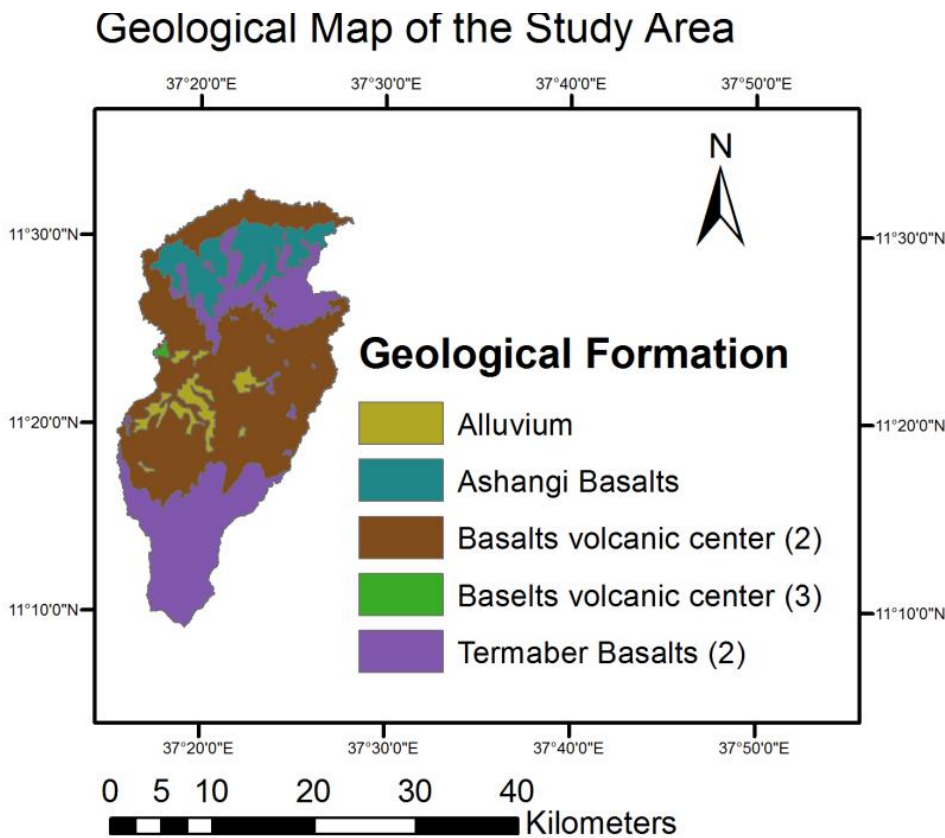 Geological Map of the Study Area
37°20'0"E 37°30'0"E 37°40'0"E 37°50'0"E
N
11°30'0"N 11°30'0"N
Geological Formation
Alluvium
11°20'0"N 11°20'0"N
Ashangi Basalts
Basalts volcanic center (2)
Baselts volcanic center (3)
11°10'0"N 11°10'0"N
Termaber Basalts (2)
37°20'0"E 37°30'0"E 37°40'0"E 37°50'0"E
0 5 10 20 30 40
Kilometers